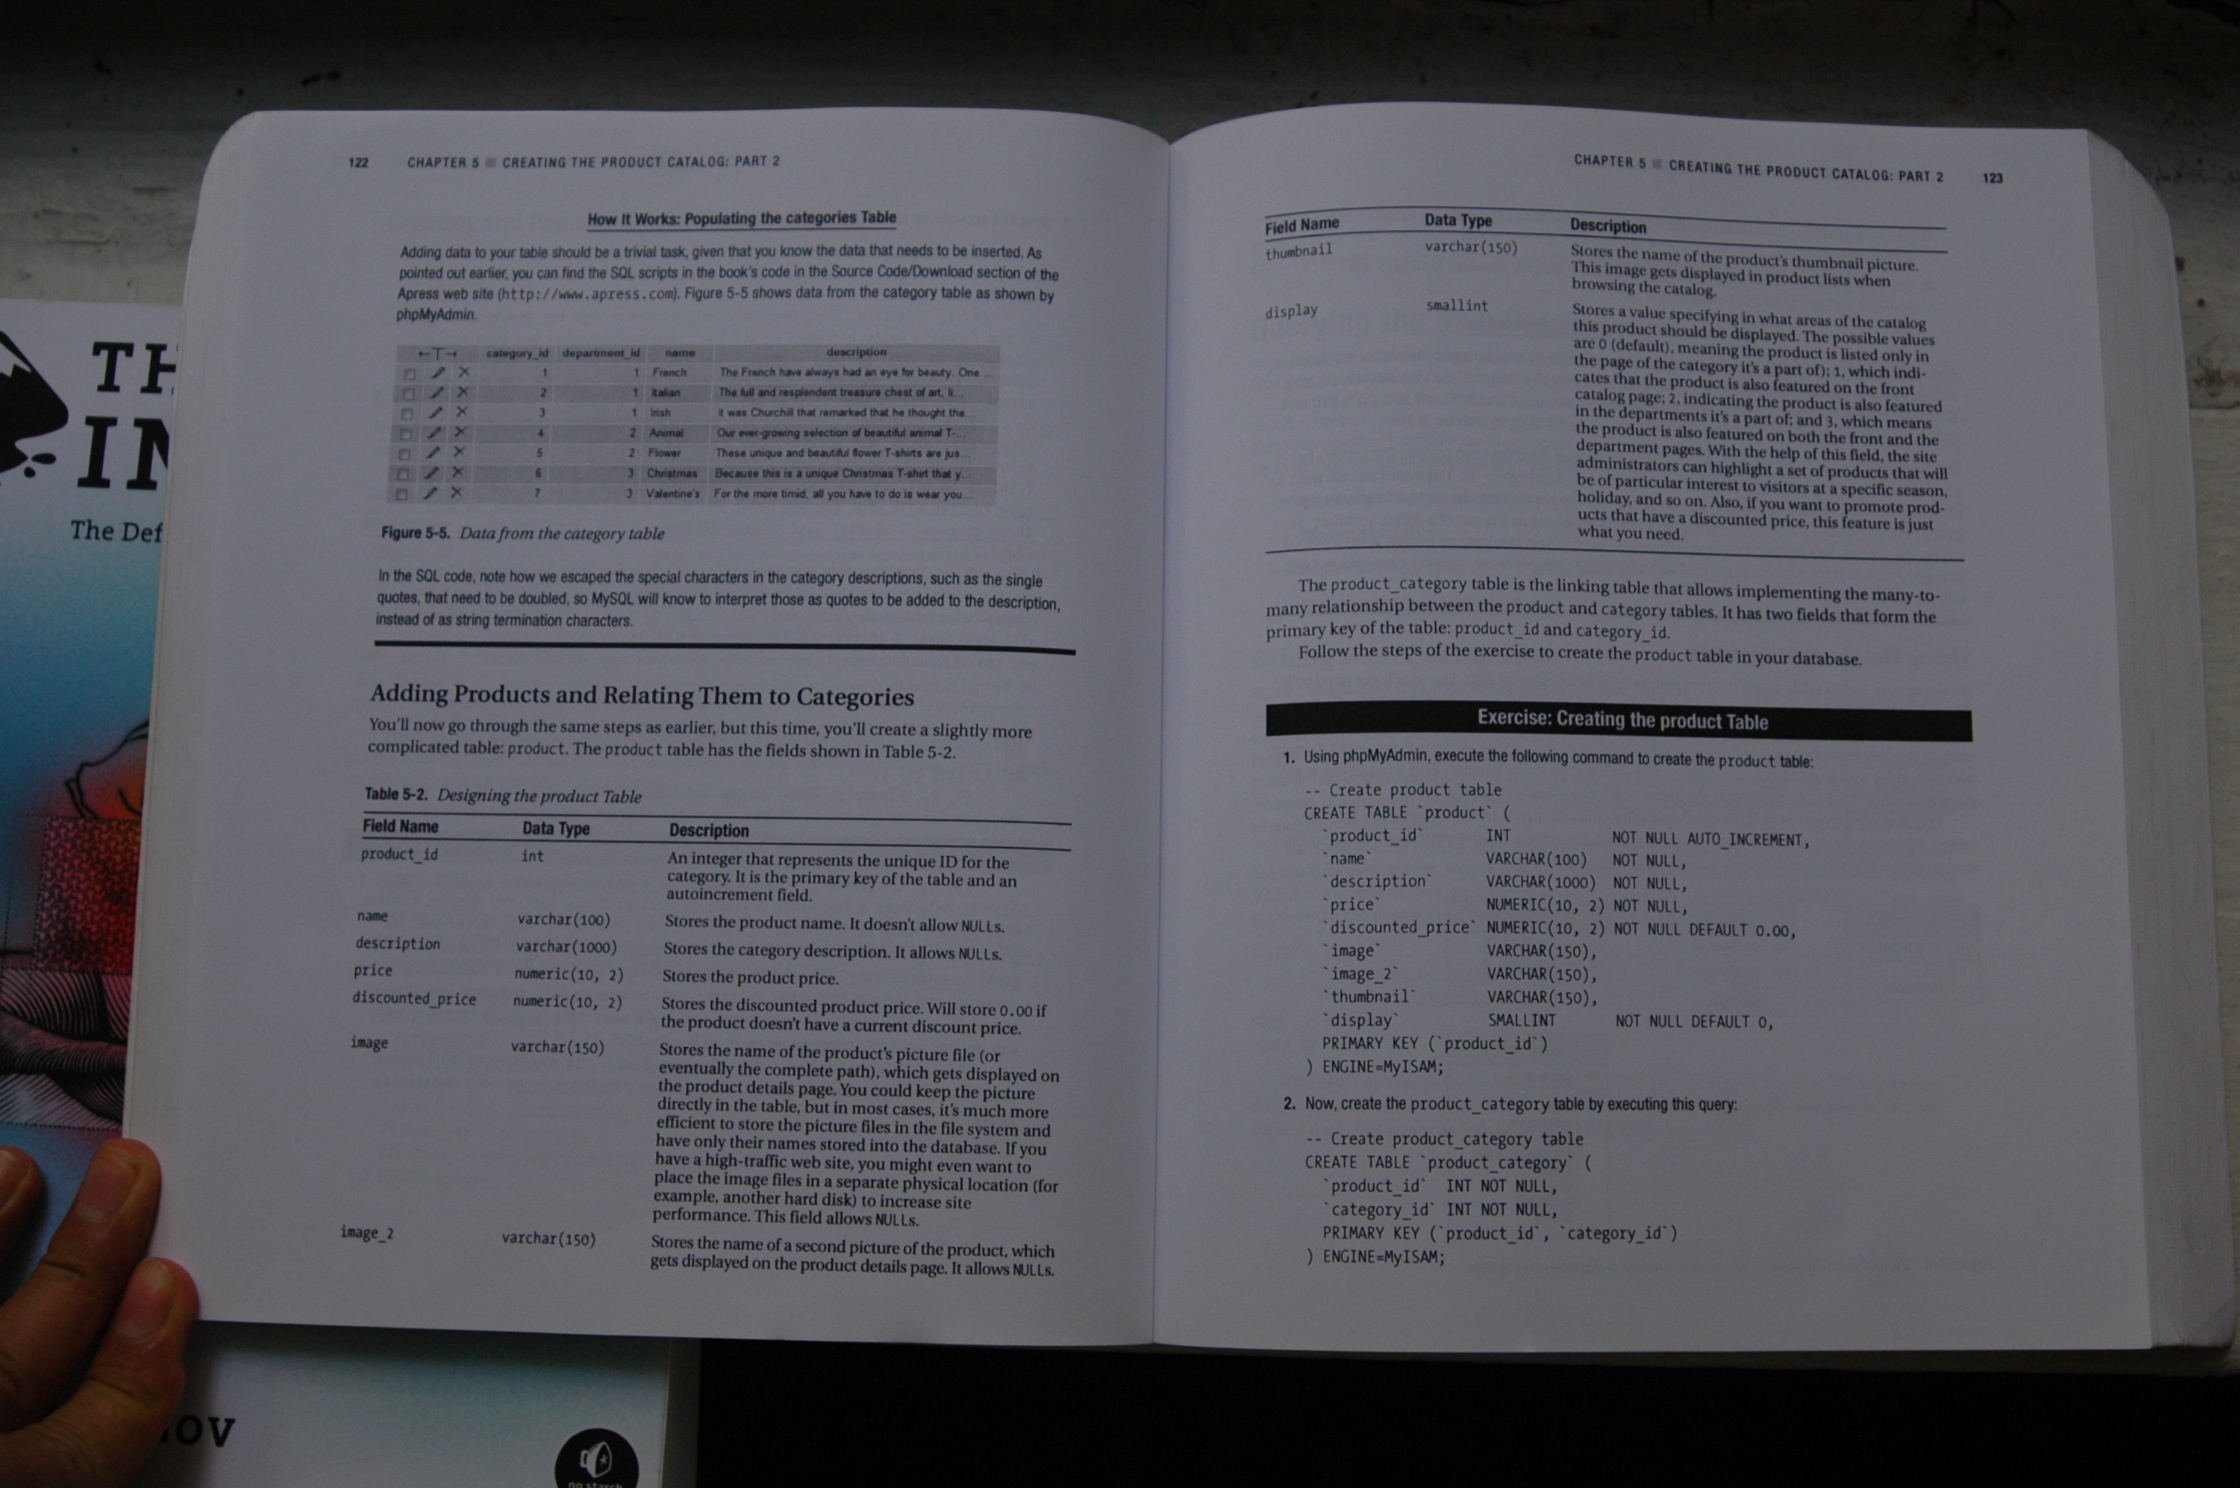 TH
IN
The Def
OV
no starch
122 CHAPTER 5 ■ CREATING THE PRODUCT CATALOG: PART 2
How It Works: Populating the categories Table
Adding data to your table should be a trivial task, given that you know the data that needs to be inserted. As
pointed out earlier, you can find the SQL scripts in the book's code in the Source Code/Download section of the
Apress web site (http://www.apress.com). Figure 5-5 shows data from the category table as shown by
phpMyAdmin.
←T→ category_id department_id name description
1 1 French The French have always had an eye for beauty. One ...
2 1 Italian The full and resplendent treasure chest of art, li...
3 1 Irish It was Churchill that remarked that he thought the...
4 2 Animal Our ever-growing selection of beautiful animal T-...
5 2 Flower These unique and beautiful flower T-shirts are jus...
6 3 Christmas Because this is a unique Christmas T-shirt that y...
7 3 Valentine's For the more timid, all you have to do is wear you...
Figure 5-5. Data from the category table
In the SQL code, note how we escaped the special characters in the category descriptions, such as the single
quotes, that need to be doubled, so MySQL will know to interpret those as quotes to be added to the description,
instead of as string termination characters.
Adding Products and Relating Them to Categories
You'll now go through the same steps as earlier, but this time, you'll create a slightly more
complicated table: product. The product table has the fields shown in Table 5-2.
Table 5-2. Designing the product Table
Field Name Data Type Description
product_id int An integer that represents the unique ID for the
category. It is the primary key of the table and an
autoincrement field.
name varchar(100) Stores the product name. It doesn't allow NULLs.
description varchar(1000) Stores the category description. It allows NULLs.
price numeric(10, 2) Stores the product price.
discounted_price numeric(10, 2) Stores the discounted product price. Will store 0.00 if
the product doesn't have a current discount price.
image varchar(150) Stores the name of the product's picture file (or
eventually the complete path), which gets displayed on
the product details page. You could keep the picture
directly in the table, but in most cases, it's much more
efficient to store the picture files in the file system and
have only their names stored into the database. If you
have a high-traffic web site, you might even want to
place the image files in a separate physical location (for
example, another hard disk) to increase site
performance. This field allows NULLs.
image_2 varchar(150) Stores the name of a second picture of the product, which
gets displayed on the product details page. It allows NULLs.
CHAPTER 5 ■ CREATING THE PRODUCT CATALOG: PART 2 123
Field Name Data Type Description
thumbnail varchar(150) Stores the name of the product's thumbnail picture.
This image gets displayed in product lists when
browsing the catalog.
display smallint Stores a value specifying in what areas of the catalog
this product should be displayed. The possible values
are 0 (default), meaning the product is listed only in
the page of the category it's a part of); 1, which indi-
cates that the product is also featured on the front
catalog page; 2, indicating the product is also featured
in the departments it's a part of; and 3, which means
the product is also featured on both the front and the
department pages. With the help of this field, the site
administrators can highlight a set of products that will
be of particular interest to visitors at a specific season,
holiday, and so on. Also, if you want to promote prod-
ucts that have a discounted price, this feature is just
what you need.
The product_category table is the linking table that allows implementing the many-to-
many relationship between the product and category tables. It has two fields that form the
primary key of the table: product_id and category_id.
Follow the steps of the exercise to create the product table in your database.
Exercise: Creating the product Table
1. Using phpMyAdmin, execute the following command to create the product table:
-- Create product table
CREATE TABLE `product` (
`product_id` INT NOT NULL AUTO_INCREMENT,
`name` VARCHAR(100) NOT NULL,
`description` VARCHAR(1000) NOT NULL,
`price` NUMERIC(10, 2) NOT NULL,
`discounted_price` NUMERIC(10, 2) NOT NULL DEFAULT 0.00,
`image` VARCHAR(150),
`image_2` VARCHAR(150),
`thumbnail` VARCHAR(150),
`display` SMALLINT NOT NULL DEFAULT 0,
PRIMARY KEY (`product_id`)
) ENGINE=MyISAM;
2. Now, create the product_category table by executing this query:
-- Create product_category table
CREATE TABLE `product_category` (
`product_id` INT NOT NULL,
`category_id` INT NOT NULL,
PRIMARY KEY (`product_id`, `category_id`)
) ENGINE=MyISAM;